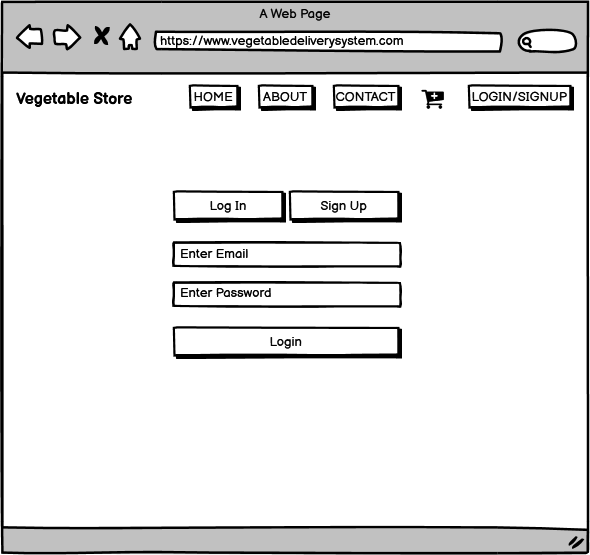 A Web Page
https://www.vegetabledeliverysystem.com
Vegetable Store HOME ABOUT CONTACT LOGIN/SIGNUP
Log In Sign Up
Enter Email
Enter Password
Login